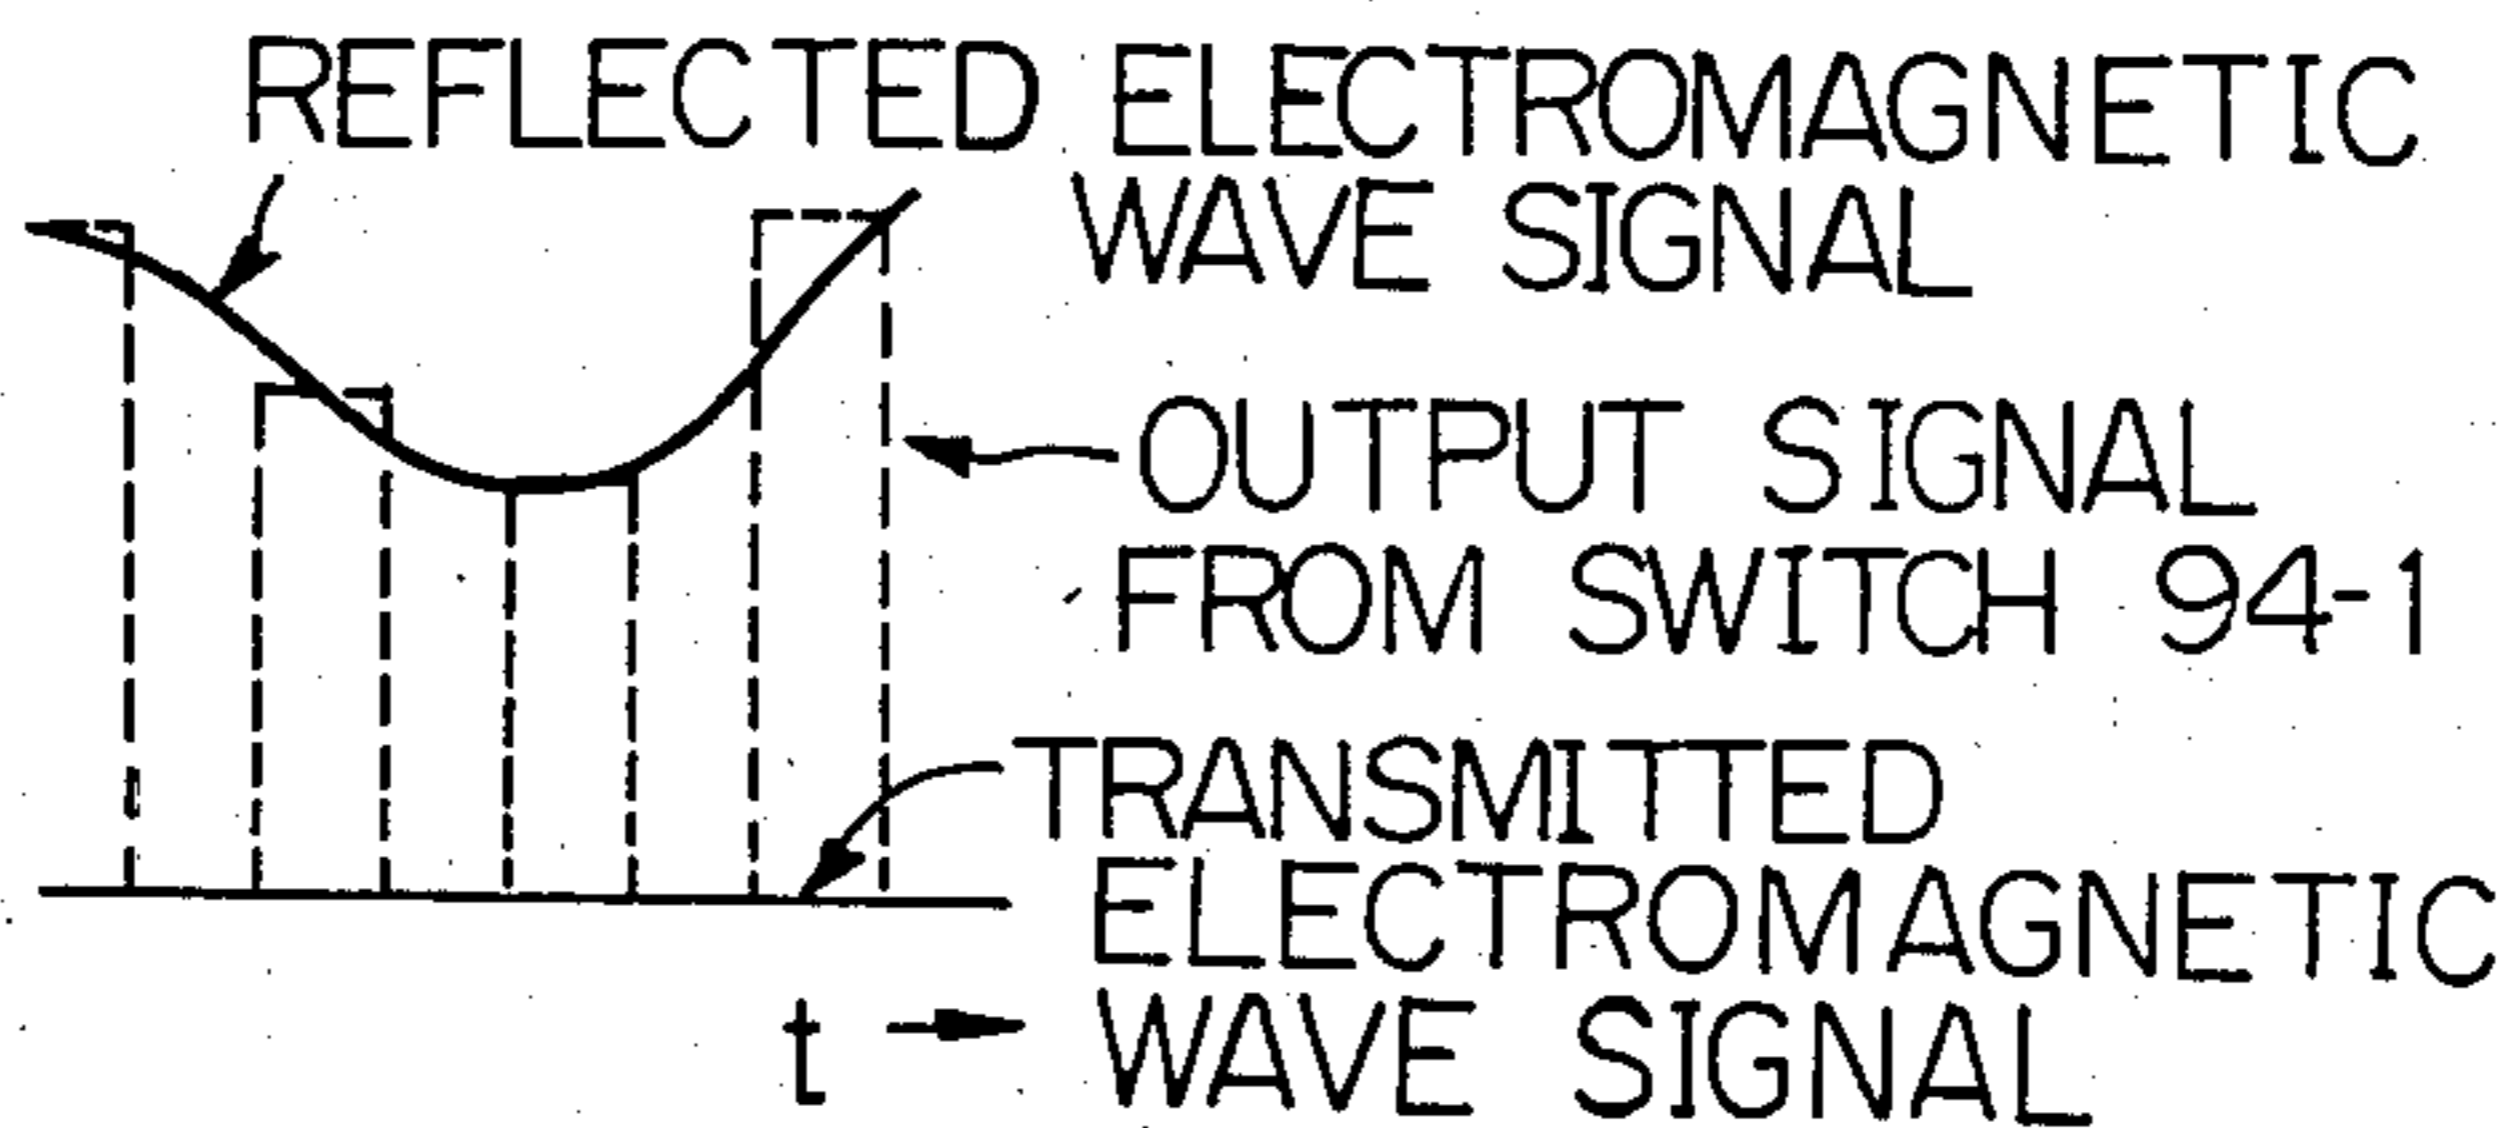 REFLECTED ELECTROMAGNETIC
WAVE SIGNAL
OUTPUT SIGNAL
FROM SWITCH 94-1
TRANSMITTED
ELECTROMAGNETIC
WAVE SIGNAL
t